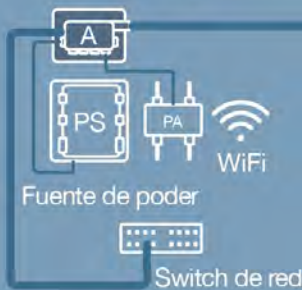 A
PS
PA
WiFi
Fuente de poder
Switch de red